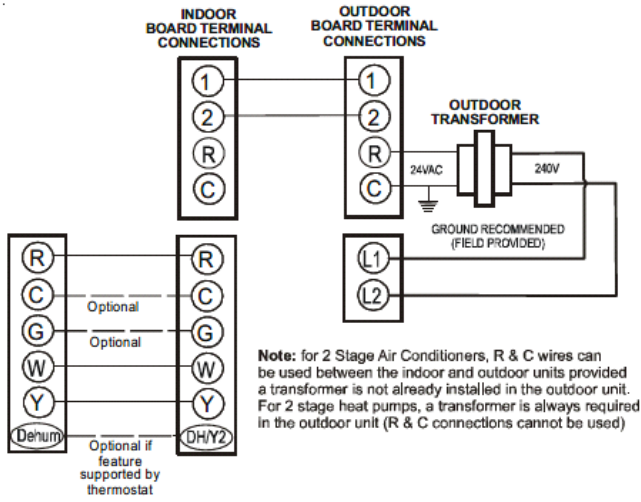 INDOOR
BOARD TERMINAL
CONNECTIONS
OUTDOOR
BOARD TERMINAL
CONNECTIONS
1
2
R
C
1
2
R
C
OUTDOOR
TRANSFORMER
24VAC
240V
GROUND RECOMMENDED
(FIELD PROVIDED)
L1
L2
R
C
G
W
Y
Dehum
R
C
G
W
Y
DH/Y2
Optional
Optional
Optional if
feature
supported by
thermostat
Note: for 2 Stage Air Conditioners, R & C wires can
be used between the indoor and outdoor units provided
a transformer is not already installed in the outdoor unit.
For 2 stage heat pumps, a transformer is always required
in the outdoor unit (R & C connections cannot be used)